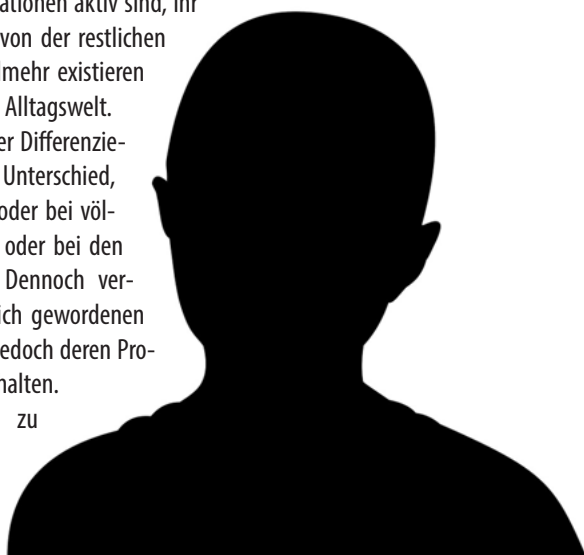 ationen aktiv sind, ihr
von der restlichen
lmehr existieren
Alltagswelt.
er Differenzie-
Unterschied,
oder bei völ-
oder bei den
Dennoch ver-
ich gewordenen
edoch deren Pro-
halten.
zu